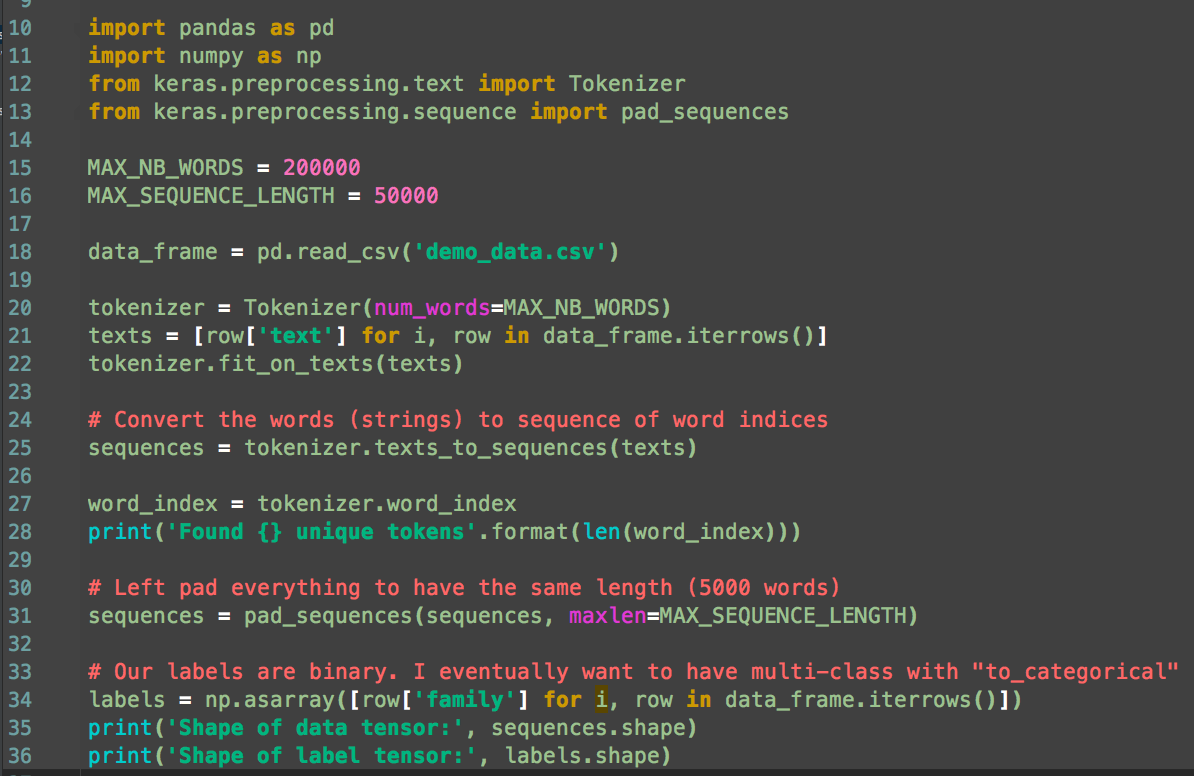 9
10 import pandas as pd
11 import numpy as np
12 from keras.preprocessing.text import Tokenizer
13 from keras.preprocessing.sequence import pad_sequences
14
15 MAX_NB_WORDS = 200000
16 MAX_SEQUENCE_LENGTH = 50000
17
18 data_frame = pd.read_csv('demo_data.csv')
19
20 tokenizer = Tokenizer(num_words=MAX_NB_WORDS)
21 texts = [row['text'] for i, row in data_frame.iterrows()]
22 tokenizer.fit_on_texts(texts)
23
24 # Convert the words (strings) to sequence of word indices
25 sequences = tokenizer.texts_to_sequences(texts)
26
27 word_index = tokenizer.word_index
28 print('Found {} unique tokens'.format(len(word_index)))
29
30 # Left pad everything to have the same length (5000 words)
31 sequences = pad_sequences(sequences, maxlen=MAX_SEQUENCE_LENGTH)
32
33 # Our labels are binary. I eventually want to have multi-class with "to_categorical"
34 labels = np.asarray([row['family'] for i, row in data_frame.iterrows()])
35 print('Shape of data tensor:', sequences.shape)
36 print('Shape of label tensor:', labels.shape)